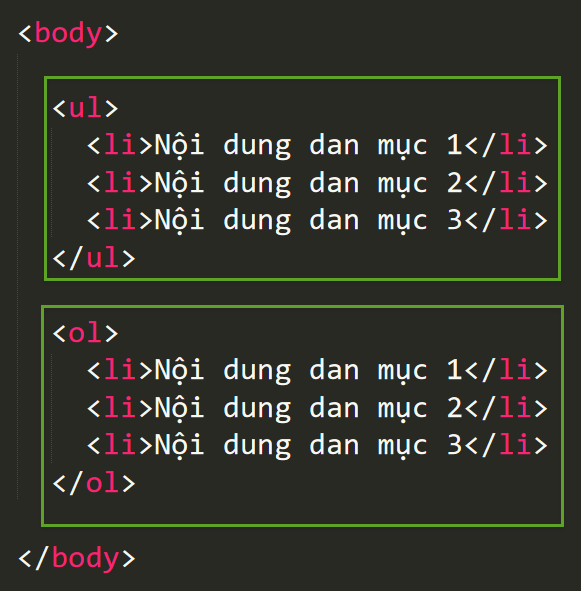 <body>
<ul>
<li>Nội dung dan mục 1</li>
<li>Nội dung dan mục 2</li>
<li>Nội dung dan mục 3</li>
</ul>
<ol>
<li>Nội dung dan mục 1</li>
<li>Nội dung dan mục 2</li>
<li>Nội dung dan mục 3</li>
</ol>
</body>